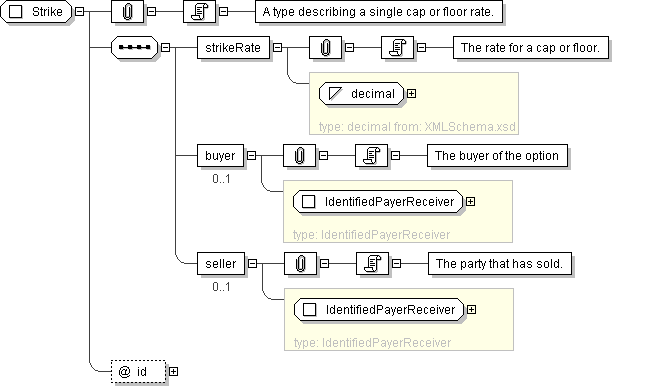 Strike
A type describing a single cap or floor rate.
strikeRate
The rate for a cap or floor.
decimal
type: decimal from: XMLSchema.xsd
buyer
The buyer of the option
0..1
IdentifiedPayerReceiver
type: IdentifiedPayerReceiver
seller
The party that has sold.
0..1
IdentifiedPayerReceiver
type: IdentifiedPayerReceiver
@ id